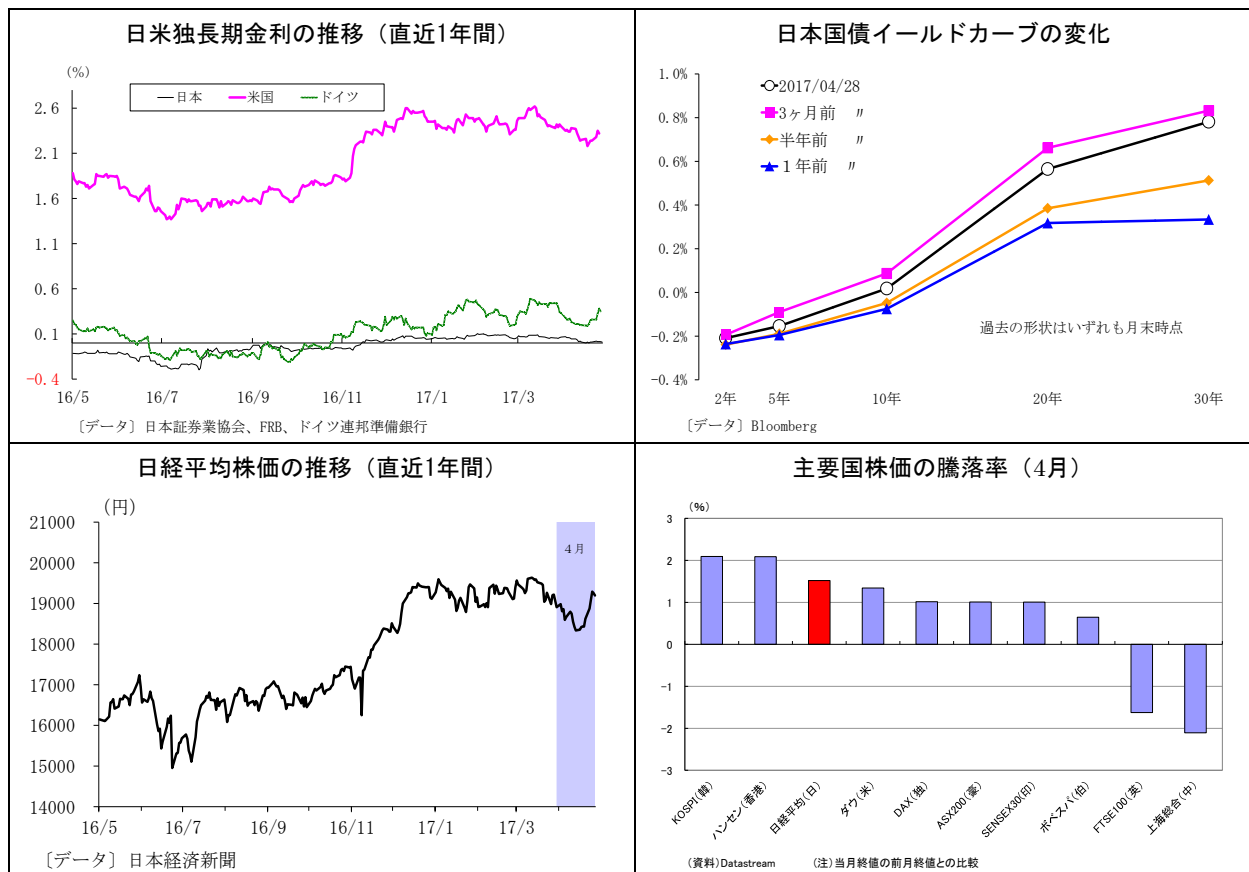 日米独長期金利の推移（直近1年間）
(%)
日本 米国 ドイツ
2.6
2.1
1.6
1.1
0.6
0.1
-0.4
16/5 16/7 16/9 16/11 17/1 17/3
〔データ〕日本証券業協会、FRB、ドイツ連邦準備銀行
日本国債イールドカーブの変化
1.0%
0.8%
0.6%
0.4%
0.2%
0.0%
-0.2%
-0.4%
2017/04/28
3ヶ月前 〃
半年前 〃
１年前 〃
過去の形状はいずれも月末時点
2年 5年 10年 20年 30年
〔データ〕Bloomberg
日経平均株価の推移（直近1年間）
（円）
21000
20000
19000
18000
17000
16000
15000
14000
４月
16/5 16/7 16/9 16/11 17/1 17/3
〔データ〕日本経済新聞
主要国株価の騰落率（4月）
（%）
3
2
1
0
-1
-2
-3
KOSPI(韓) ハンセン(香港) 日経平均(日) ダウ(米) DAX(独) ASX200(豪) SENSEX30(印) ボベスパ(伯) FTSE100(英) 上海総合(中)
(資料)Datastream (注)当月終値の前月終値との比較